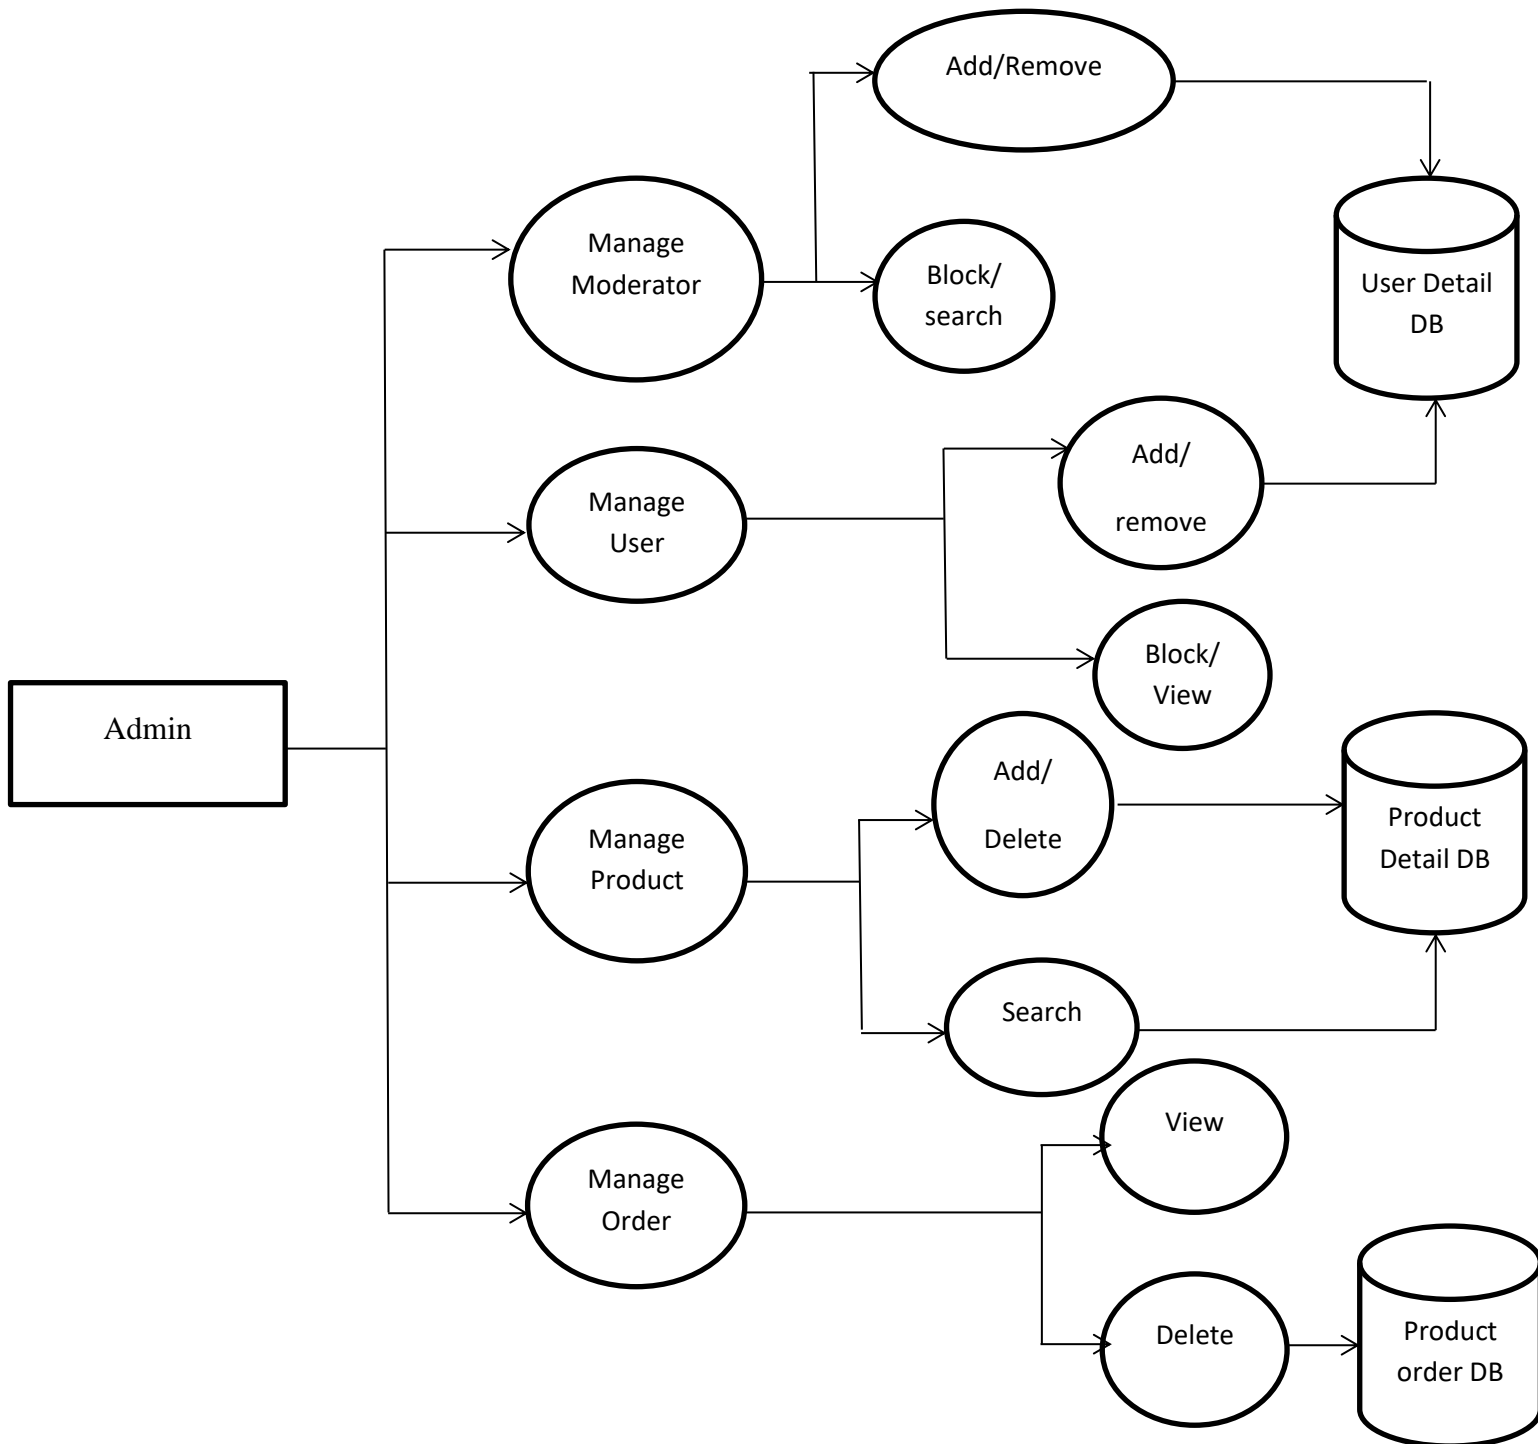 Add/Remove
Manage
Moderator
Block/
search
User Detail
DB
Manage
User
Add/
remove
Block/
View
Admin
Add/
Delete
Product
Detail DB
Manage
Product
Search
View
Manage
Order
Delete
Product
order DB